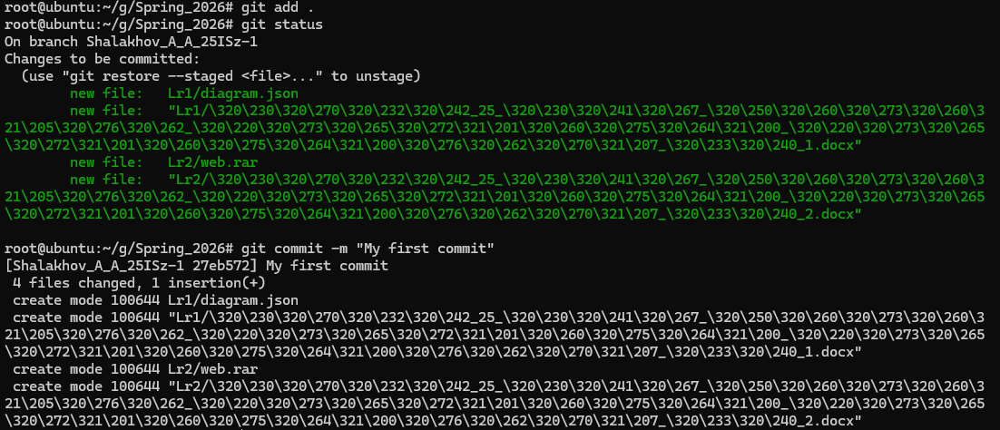 root@ubuntu:~/g/Spring_2026# git add .
root@ubuntu:~/g/Spring_2026# git status
On branch Shalakhov_A_A_25ISz-1
Changes to be committed:
  (use "git restore --staged <file>..." to unstage)
        new file:   Lr1/diagram.json
        new file:   "Lr1/\320\230\320\270\320\232\320\242_25_\320\230\320\241\320\267_\320\250\320\260\320\273\320\260\3
21\205\320\276\320\262_\320\220\320\273\320\265\320\272\321\201\320\260\320\275\320\264\321\200_\320\220\320\273\320\265
\320\272\321\201\320\260\320\275\320\264\321\200\320\276\320\262\320\270\321\207_\320\233\320\240_1.docx"
        new file:   Lr2/web.rar
        new file:   "Lr2/\320\230\320\270\320\232\320\242_25_\320\230\320\241\320\267_\320\250\320\260\320\273\320\260\3
21\205\320\276\320\262_\320\220\320\273\320\265\320\272\321\201\320\260\320\275\320\264\321\200_\320\220\320\273\320\265
\320\272\321\201\320\260\320\275\320\264\321\200\320\276\320\262\320\270\321\207_\320\233\320\240_2.docx"
root@ubuntu:~/g/Spring_2026# git commit -m "My first commit"
[Shalakhov_A_A_25ISz-1 27eb572] My first commit
 4 files changed, 1 insertion(+)
 create mode 100644 Lr1/diagram.json
 create mode 100644 "Lr1/\320\230\320\270\320\232\320\242_25_\320\230\320\241\320\267_\320\250\320\260\320\273\320\260\3
21\205\320\276\320\262_\320\220\320\273\320\265\320\272\321\201\320\260\320\275\320\264\321\200_\320\220\320\273\320\265
\320\272\321\201\320\260\320\275\320\264\321\200\320\276\320\262\320\270\321\207_\320\233\320\240_1.docx"
 create mode 100644 Lr2/web.rar
 create mode 100644 "Lr2/\320\230\320\270\320\232\320\242_25_\320\230\320\241\320\267_\320\250\320\260\320\273\320\260\3
21\205\320\276\320\262_\320\220\320\273\320\265\320\272\321\201\320\260\320\275\320\264\321\200_\320\220\320\273\320\265
\320\272\321\201\320\260\320\275\320\264\321\200\320\276\320\262\320\270\321\207_\320\233\320\240_2.docx"